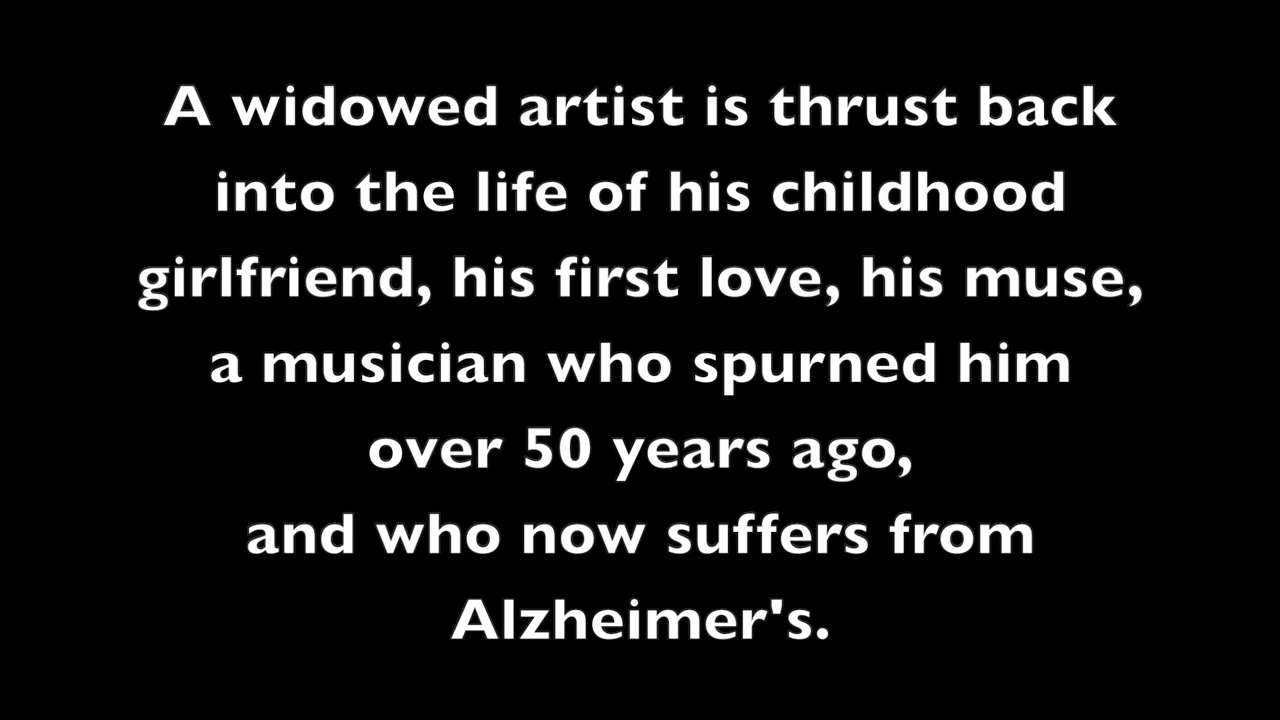 A widowed artist is thrust back
into the life of his childhood
girlfriend, his first love, his muse,
a musician who spurned him
over 50 years ago,
and who now suffers from
Alzheimer's.